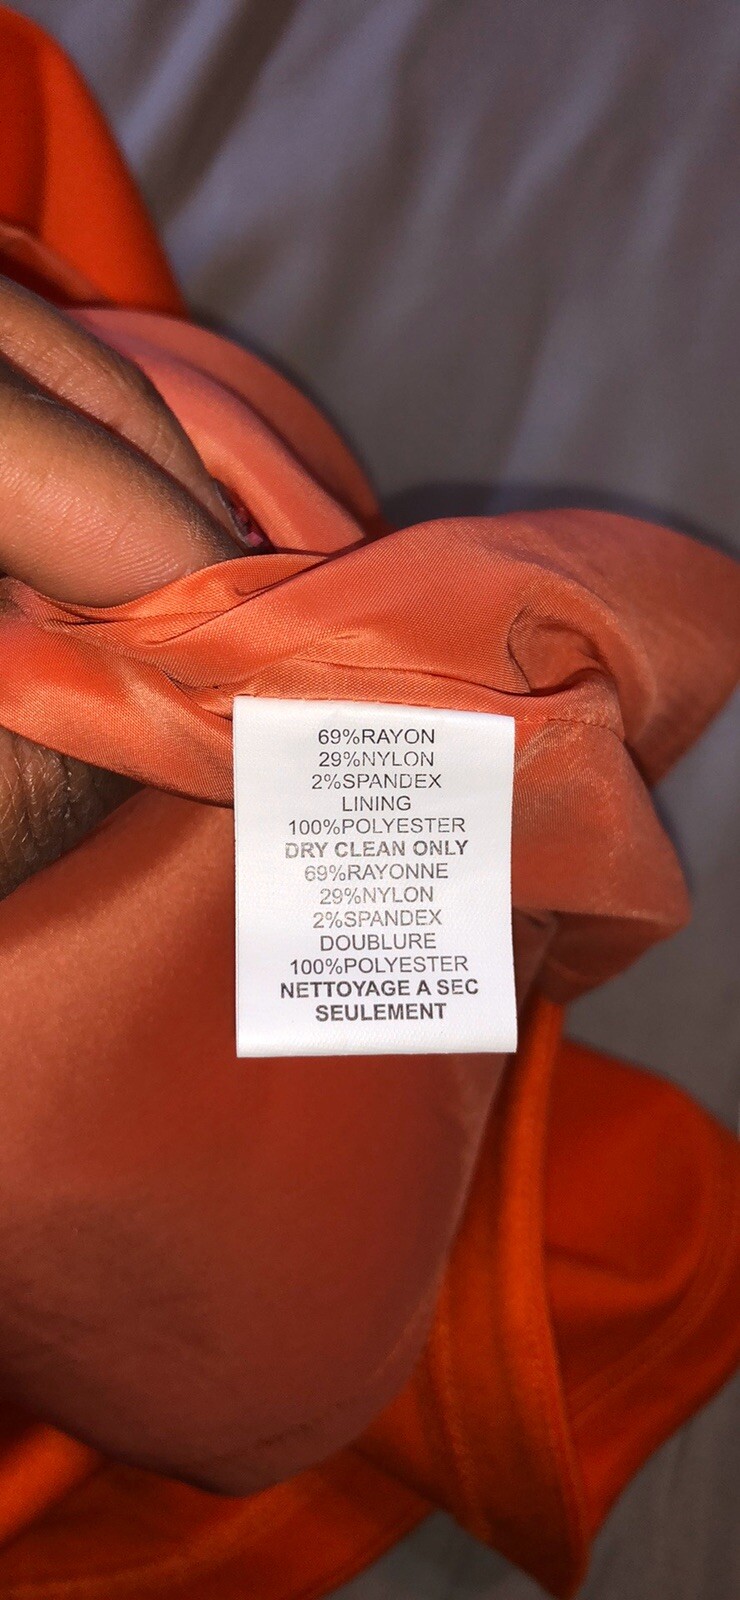 69%RAYON
29%NYLON
2%SPANDEX
LINING
100%POLYESTER
DRY CLEAN ONLY
69%RAYONNE
29%NYLON
2%SPANDEX
DOUBLURE
100%POLYESTER
NETTOYAGE A SEC
SEULEMENT